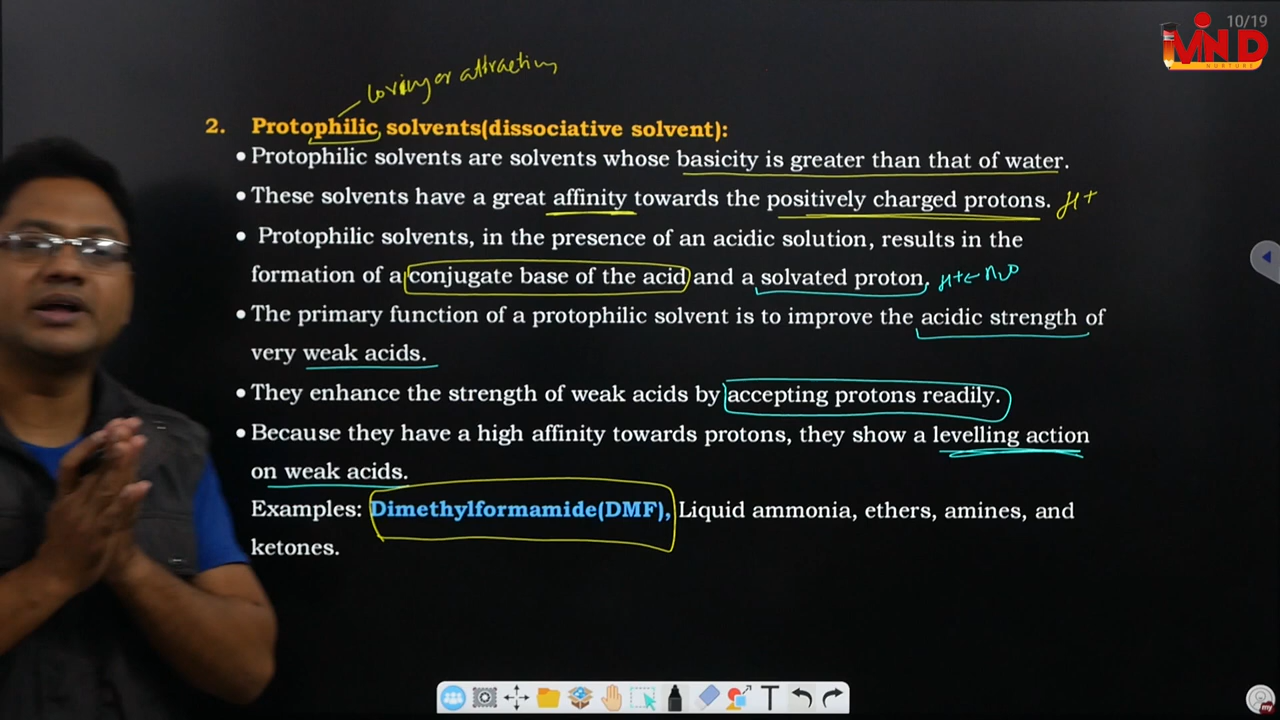 10/19
MIND
NURTURE
loving or attracting
2. Protophilic solvents(dissociative solvent):
• Protophilic solvents are solvents whose basicity is greater than that of water.
• These solvents have a great affinity towards the positively charged protons. H+
• Protophilic solvents, in the presence of an acidic solution, results in the
formation of a conjugate base of the acid and a solvated proton. H+←
• The primary function of a protophilic solvent is to improve the acidic strength of
very weak acids.
• They enhance the strength of weak acids by accepting protons readily.
• Because they have a high affinity towards protons, they show a levelling action
on weak acids.
Examples: Dimethylformamide(DMF), Liquid ammonia, ethers, amines, and
ketones.
T
my